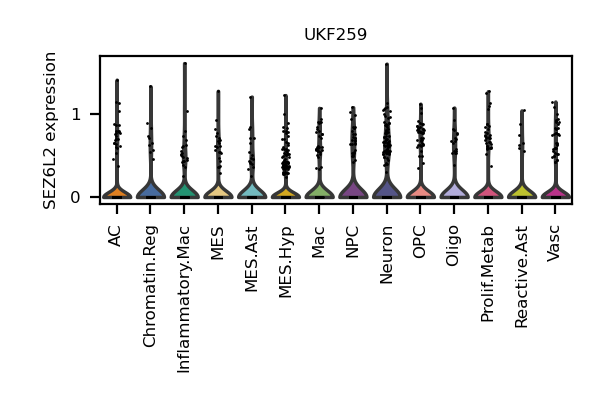 UKF259
SEZ6L2 expression
1
0
AC
Chromatin.Reg
Inflammatory.Mac
MES
MES.Ast
MES.Hyp
Mac
NPC
Neuron
OPC
Oligo
Prolif.Metab
Reactive.Ast
Vasc